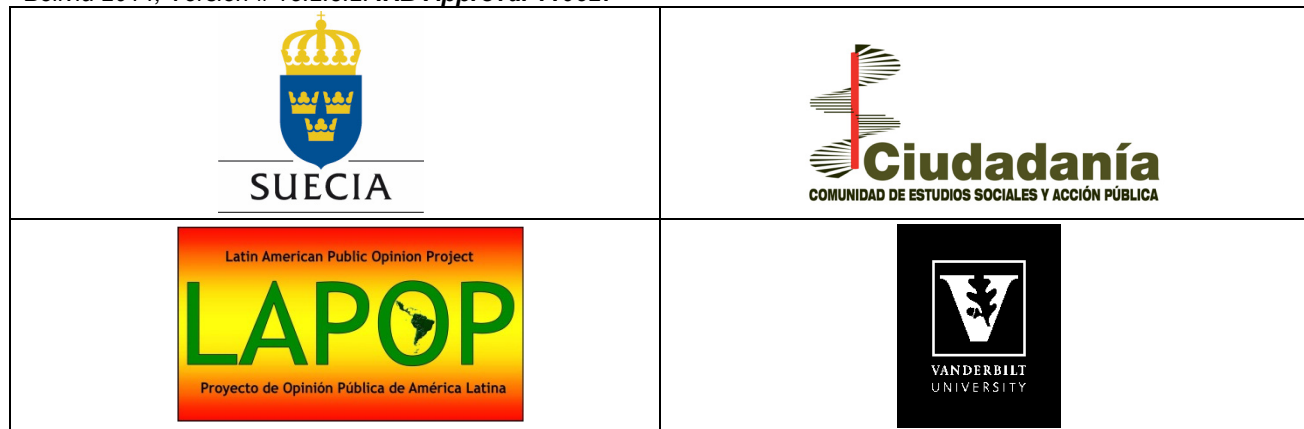 SUECIA
Ciudadanía
COMUNIDAD DE ESTUDIOS SOCIALES Y ACCIÓN PÚBLICA
Latin American Public Opinion Project
LAPOP
Proyecto de Opinión Pública de América Latina
V
VANDERBILT
UNIVERSITY